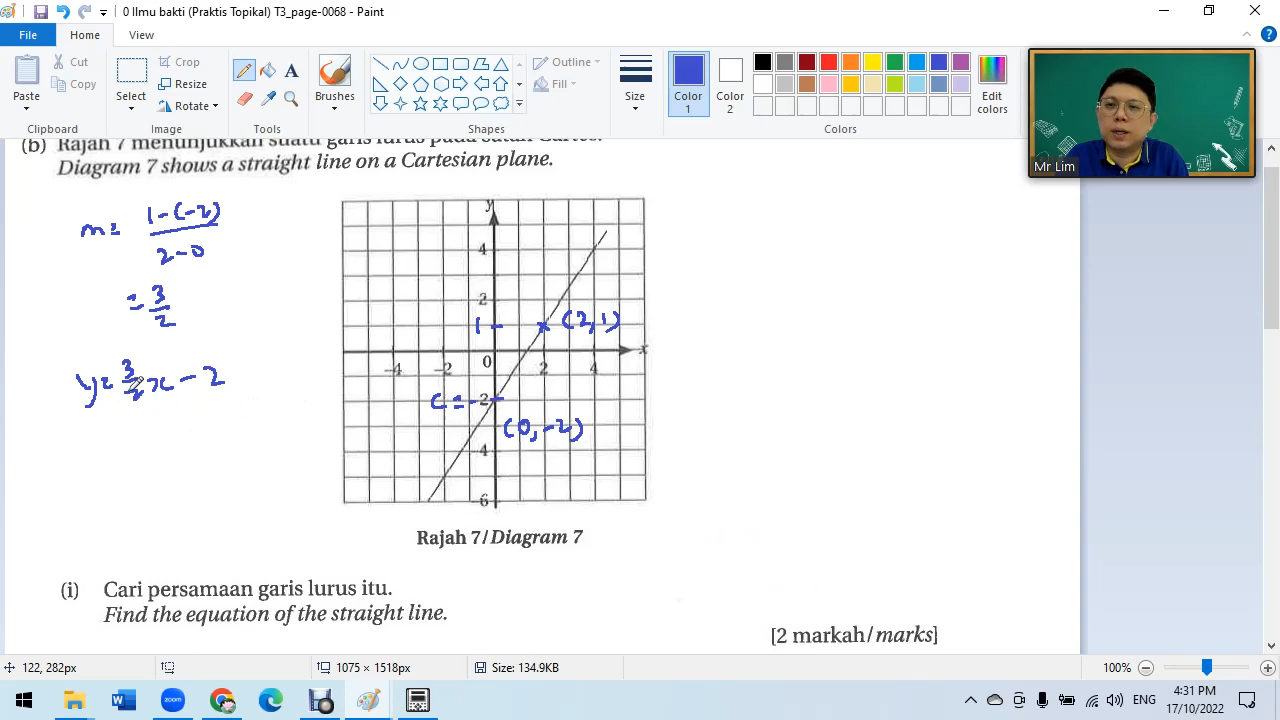 0 Ilmu bakti (Praktis Topikal) T3_page-0068 - Paint
File Home View
Paste Cut Copy
Clipboard
Select Crop Resize Rotate
Image
A
Tools
Brushes
Shapes
Outline
Fill
Size
Color 1
Color 2
Edit colors
Colors
Mr Lim
(b) Rajah 7 menunjukkan suatu garis lurus pada satah Cartes
Diagram 7 shows a straight line on a Cartesian plane.
m = 1-(-2)
2-0
= 3/2
y = 3/2 x - 2
y
4
2
1
(2,1)
x
-4 -2 0 2 4
c = -2
(0,-2)
-4
-6
Rajah 7/Diagram 7
(i) Cari persamaan garis lurus itu.
Find the equation of the straight line.
[2 markah/marks]
122, 282px
1075 × 1518px
Size: 134.9KB
100%
zoom
ENG
4:31 PM
17/10/2022